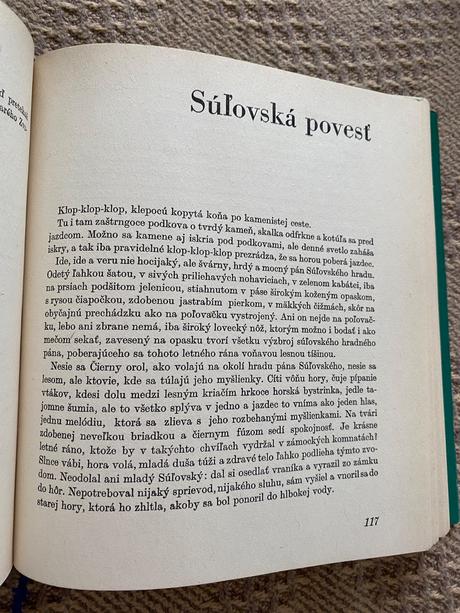 ď pretekali
arého Zem-
Súľovská povesť
Klop-klop-klop, klepocú kopytá koňa po kamenistej ceste.
Tu i tam zaštrngoce podkova o tvrdý kameň, skalka odfrkne a kotúľa sa pred
jazdcom. Možno sa kamene aj iskria pod podkovami, ale denné svetlo zaháša
iskry, a tak iba pravidelné klop-klop-klop prezrádza, že sa horou poberá jazdec.
Ide, ide a veru nie hocijaký, ale švárny, hrdý a mocný pán Súľovského hradu.
Odetý ľahkou šatou, v sivých priliehavých nohaviciach, v zelenom kabátci, iba
na prsiach podšitom jelenicou, stiahnutom v páse širokým koženým opaskom,
s rysou čiapočkou, zdobenou jastrabím pierkom, v mäkkých čižmách, skôr na
obyčajnú prechádzku ako na poľovačku vystrojený. Ani on nejde na poľovač-
ku, lebo ani zbrane nemá, iba široký lovecký nôž, ktorým možno i bodať i ako
mečom sekať, zavesený na opasku tvorí všetku výzbroj súľovského hradného
pána, poberajúceho sa tohoto letného rána voňavou lesnou tíšinou.
Nesie sa Čierny orol, ako volajú na okolí hradu pána Súľovského, nesie sa
lesom, ale ktovie, kde sa túlajú jeho myšlienky. Cíti vôňu hory, čuje pípanie
vtákov, kdesi dolu medzi lesným kriačím hrkoce horská bystrinka, jedle ta-
jomne šumia, ale to všetko splýva v jedno a jazdec to vníma ako jeden hlas,
jednu melódiu, ktorá sa zlieva s jeho rozbehanými myšlienkami. Na tvári
zdobenej neveľkou briadkou a čiernym fúzom sedí spokojnosť. Je krásne
letné ráno, ktože by v takýchto chvíľach vydržal v zámockých komnatách!
Slnce vábi, hora volá, mladá duša túži a zdravé telo ľahko podlieha týmto zvo-
dom. Neodolal ani mladý Súľovský: dal si osedlať vraníka a vyrazil zo zámku
do hôr. Nepotreboval nijaký sprievod, nijakého sluhu, sám vyšiel a vnoril sa do
starej hory, ktorá ho zhltla, akoby sa bol ponoril do hlbokej vody.
117